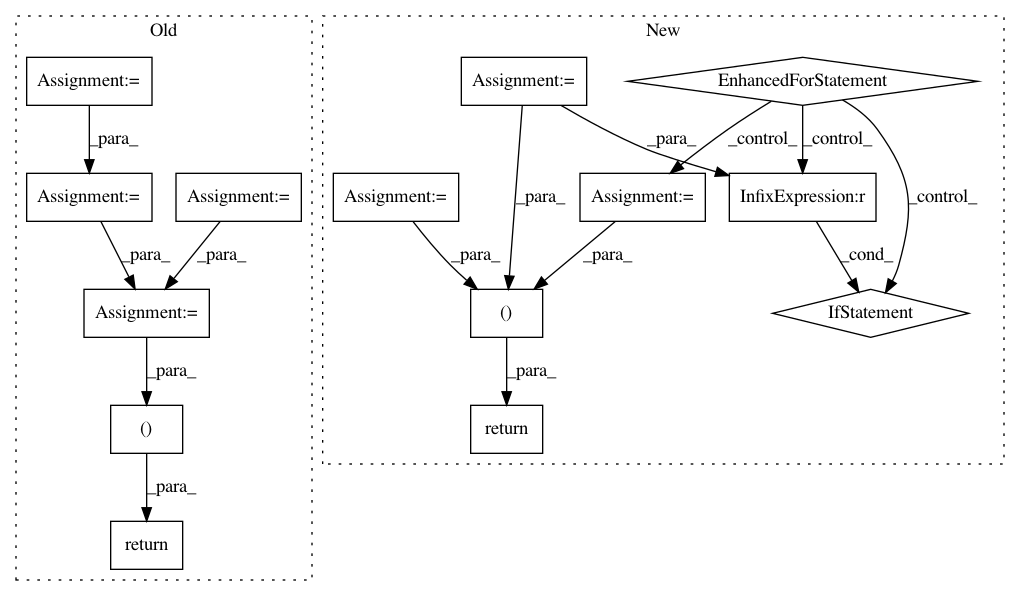 Old
New
Assignment:=
Assignment:=
EnhancedForStatement
_para_
_para_
_control_
_control_
Assignment:=
Assignment:=
Assignment:=
Assignment:=
InfixExpression:r
_para_
_control_
_para_
_para_
_para_
_para_
_cond_
Assignment:=
()
IfStatement
_para_
_para_
()
return
_para_
return